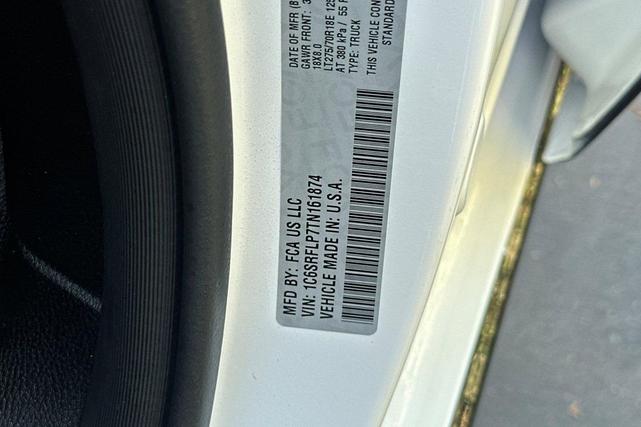 MFD BY: FCA US LLC
VIN: 1C6SRFLP7TN161874
VEHICLE MADE IN: U.S.A.
DATE OF MFR
GAWR FRONT:
18X8.0
LT275/70R18E
AT 380 kPa / 55
TYPE: TRUCK
THIS VEHICLE
STANDARD